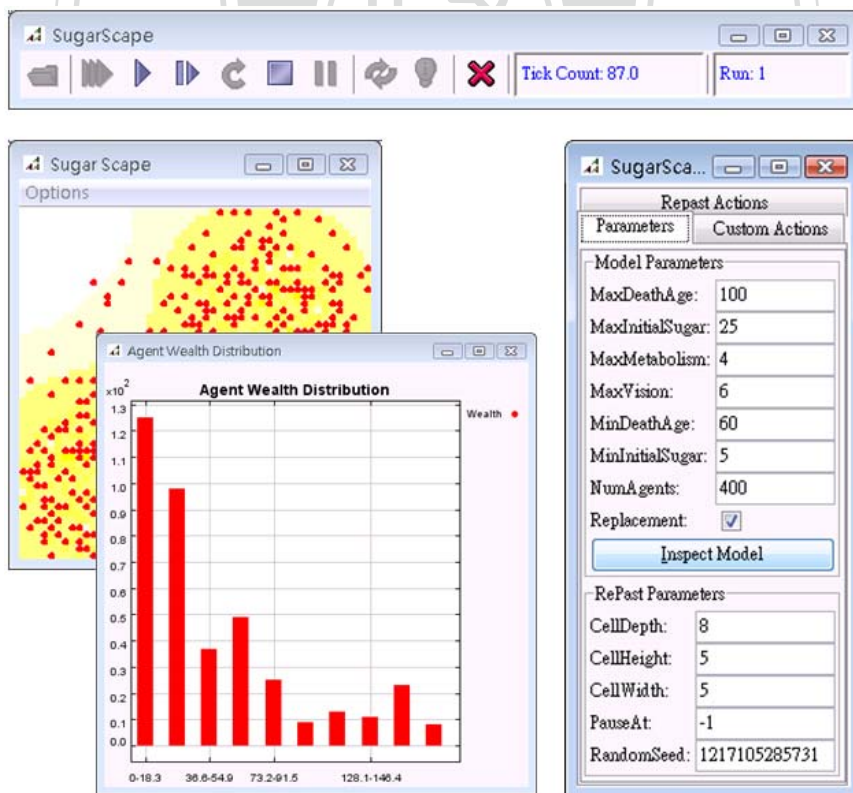 SugarScape
Tick Count: 87.0
Run: 1
Sugar Scape
Options
Agent Wealth Distribution
Agent Wealth Distribution
x10²
Wealth
1.3
1.2
1.1
1.0
0.9
0.8
0.7
0.6
0.5
0.4
0.3
0.2
0.1
0.0
0-18.3 36.6-54.9 73.2-91.5 128.1-146.4
SugarSca...
Repast Actions
Parameters Custom Actions
Model Parameters
MaxDeathAge: 100
MaxInitialSugar: 25
MaxMetabolism: 4
MaxVision: 6
MinDeathAge: 60
MinInitialSugar: 5
NumAgents: 400
Replacement:
Inspect Model
RePast Parameters
CellDepth: 8
CellHeight: 5
CellWidth: 5
PauseAt: -1
RandomSeed: 1217105285731